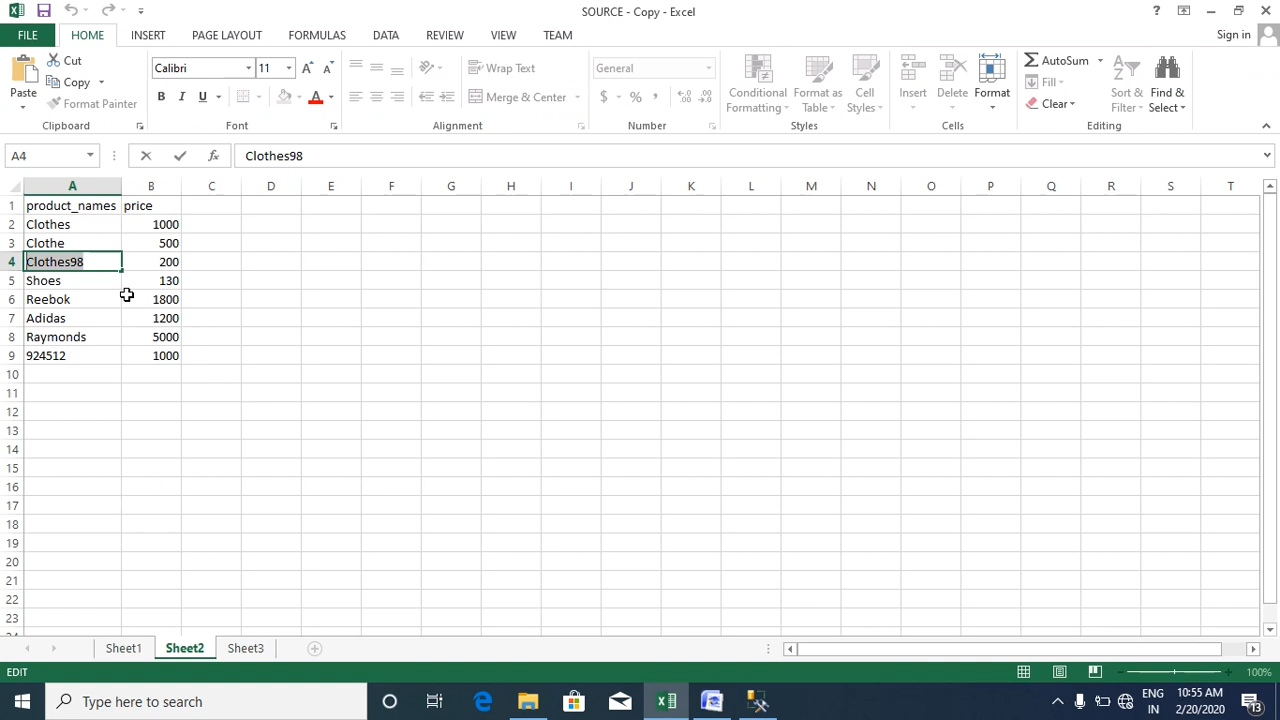 SOURCE - Copy - Excel
?
FILE HOME INSERT PAGE LAYOUT FORMULAS DATA REVIEW VIEW TEAM Sign in
Paste Cut Copy Format Painter
Calibri 11 B I U A
Wrap Text Merge & Center
General $ % ,
Conditional Formatting Format as Table Cell Styles
Insert Delete Format
AutoSum Fill Clear Sort & Filter Find & Select
Clipboard Font Alignment Number Styles Cells Editing
A4 fx Clothes98
A B C D E F G H I J K L M N O P Q R S T
1 product_names price
2 Clothes 1000
3 Clothe 500
4 Clothes98 200
5 Shoes 130
6 Reebok 1800
7 Adidas 1200
8 Raymonds 5000
9 924512 1000
10
11
12
13
14
15
16
17
18
19
20
21
22
23
24
Sheet1 Sheet2 Sheet3
EDIT 100%
Type here to search ENG IN 10:55 AM 2/20/2020 13